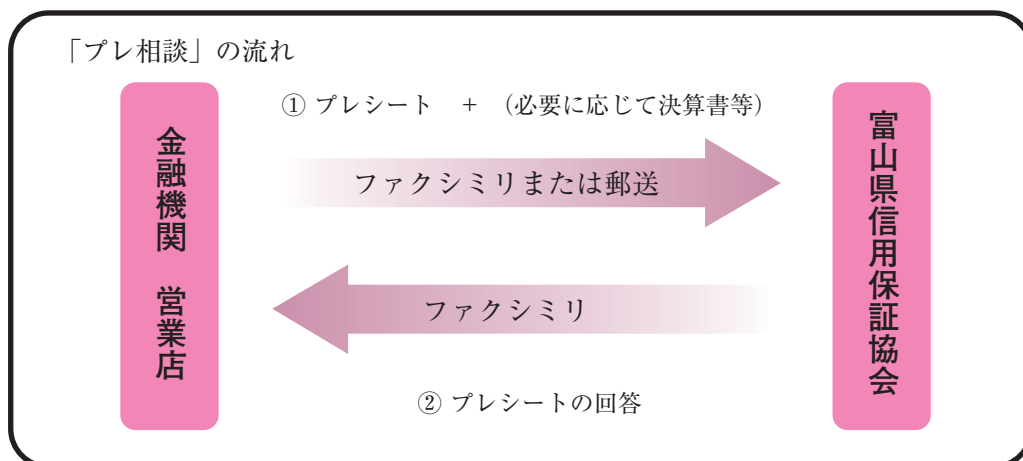 「プレ相談」の流れ
① プレシート　+　（必要に応じて決算書等）
金融機関　営業店
ファクシミリまたは郵送
富山県信用保証協会
ファクシミリ
② プレシートの回答